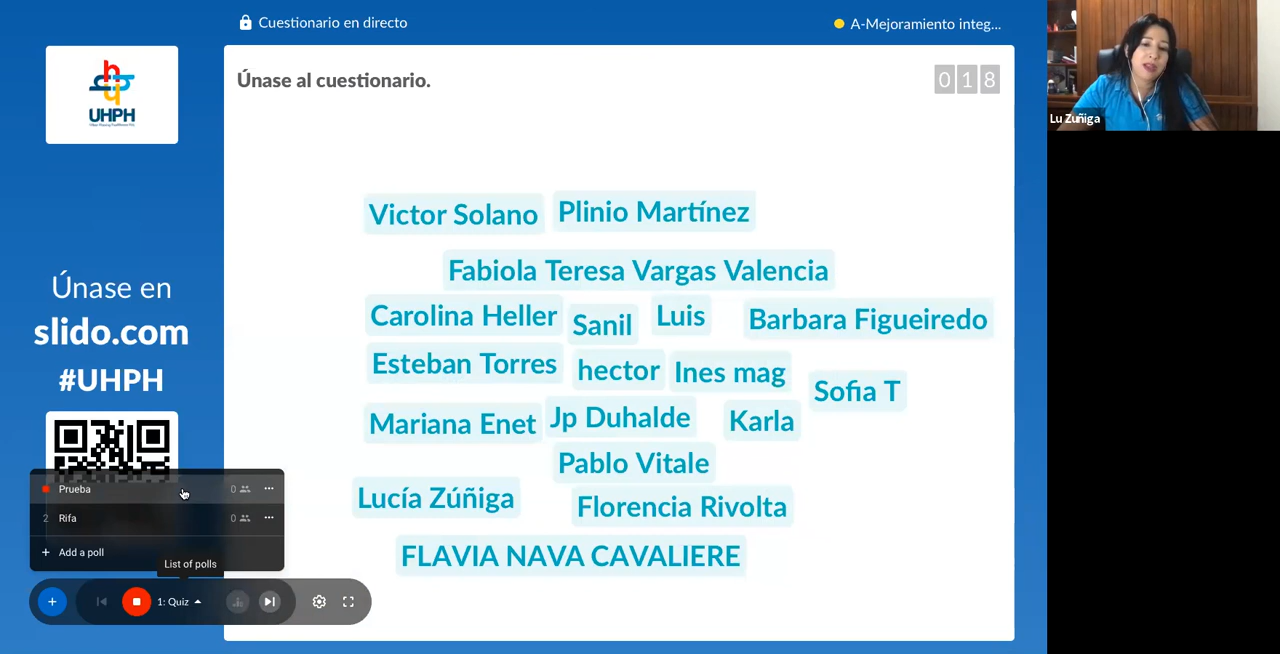 Cuestionario en directo
A-Mejoramiento integ...
UHPH
Únase al cuestionario.
018
Lu Zuñiga
Victor Solano
Plinio Martínez
Fabiola Teresa Vargas Valencia
Carolina Heller
Sanil
Luis
Barbara Figueiredo
Esteban Torres
hector
Ines mag
Sofia T
Mariana Enet
Jp Duhalde
Karla
Pablo Vitale
Lucía Zúñiga
Florencia Rivolta
FLAVIA NAVA CAVALIERE
Únase en
slido.com
#UHPH
Prueba
0
2
Rifa
0
Add a poll
List of polls
1: Quiz